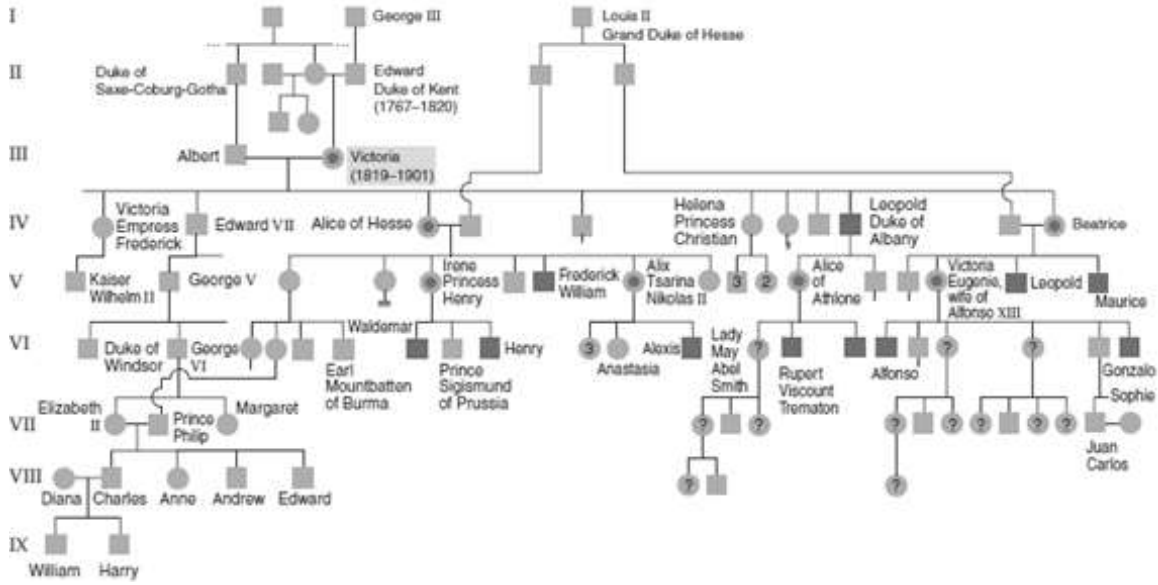 I
George III
Louis II
Grand Duke of Hesse
II
Duke of
Saxe-Coburg-Gotha
Edward
Duke of Kent
(1767–1820)
III
Albert
Victoria
(1819–1901)
IV
Victoria
Empress
Frederick
Edward VII
Alice of Hesse
Helena
Princess
Christian
Leopold
Duke of
Albany
Beatrice
V
Kaiser
Wilhelm II
George V
Irene
Princess
Henry
Frederick
William
Alix
Tsarina
Nikolas II
3
2
Alice
of
Athlone
Victoria
Eugenie,
wife of
Alfonso XIII
Leopold
Maurice
VI
Duke of
Windsor
George
VI
Earl
Mountbatten
of Burma
Waldemar
Prince
Sigismund
of Prussia
Henry
3
Anastasia
Alexis
Lady
May
Abel
Smith
?
Rupert
Viscount
Trematon
Alfonso
?
?
Gonzalo
VII
Elizabeth
II
Prince
Philip
Margaret
?
?
?
?
?
?
?
Sophie
Juan
Carlos
VIII
Diana
Charles
Anne
Andrew
Edward
?
?
IX
William
Harry